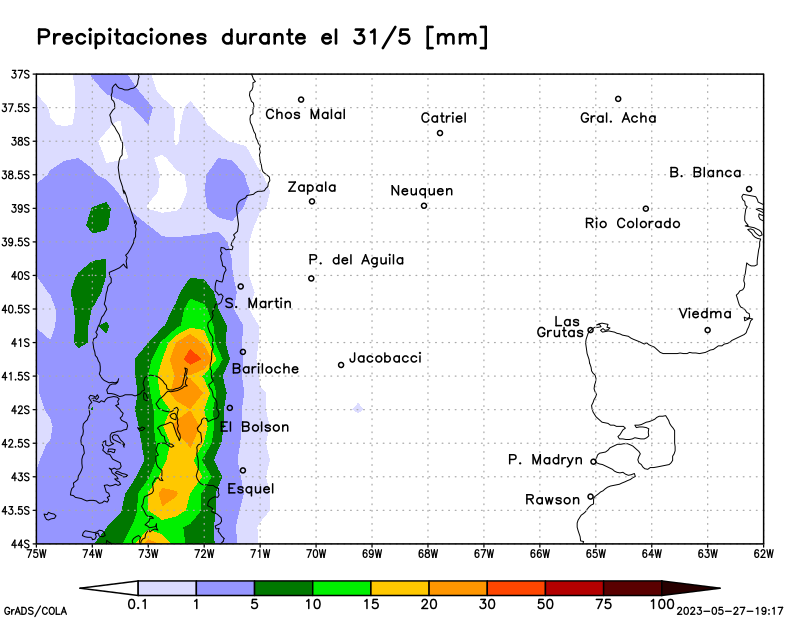 Precipitaciones durante el 31/5 [mm]
37S
37.5S
38S
38.5S
39S
39.5S
40S
40.5S
41S
41.5S
42S
42.5S
43S
43.5S
44S
Chos Malal
Catriel
Gral. Acha
B. Blanca
Zapala
Neuquen
Rio Colorado
P. del Aguila
S. Martin
Viedma
Las
Grutas
Jacobacci
Bariloche
El Bolson
P. Madryn
Esquel
Rawson
75W 74W 73W 72W 71W 70W 69W 68W 67W 66W 65W 64W 63W 62W
0.1 1 5 10 15 20 30 50 75 100
GrADS/COLA
2023-05-27-19:17